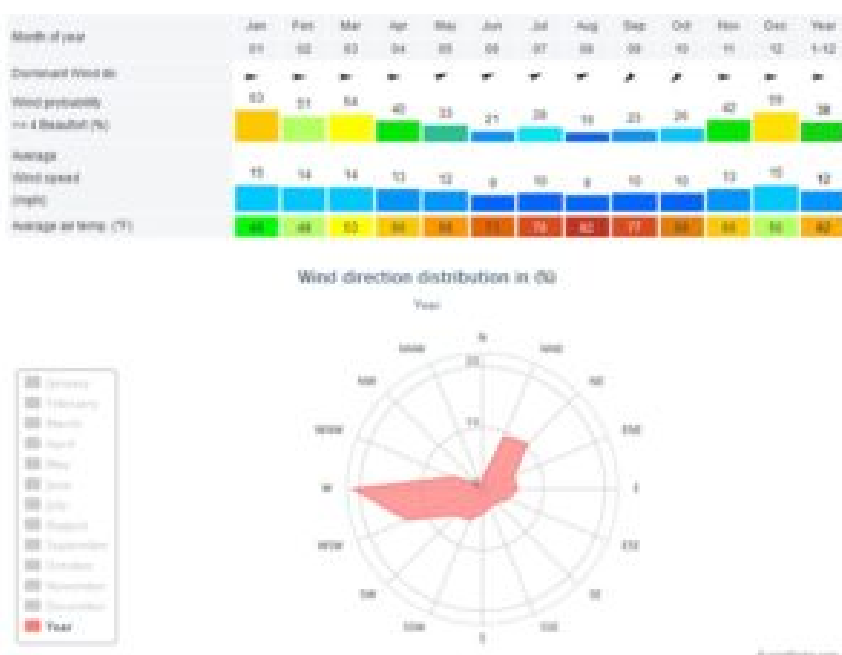 Month of year Jan Feb Mar Apr May Jun Jul Aug Sep Oct Nov Dec Year
01 02 03 04 05 06 07 08 09 10 11 12 1-12
Dominant Wind dir
Wind probability 51 54 40 33 21 23 42 59 38
>= 4 Beaufort (%)
Average
Wind speed 15 14 14 13 12 9 10 9 10 10 13 15 12
(mph)
Average air temp. (°F) 53 82 77
Wind direction distribution in (%)
Year
N
NNW NNE
20
NW NE
10
WNW ENE
W E
WSW ESE
SW SE
SSW SSE
S
January
February
March
April
May
June
July
August
September
October
November
December
Year